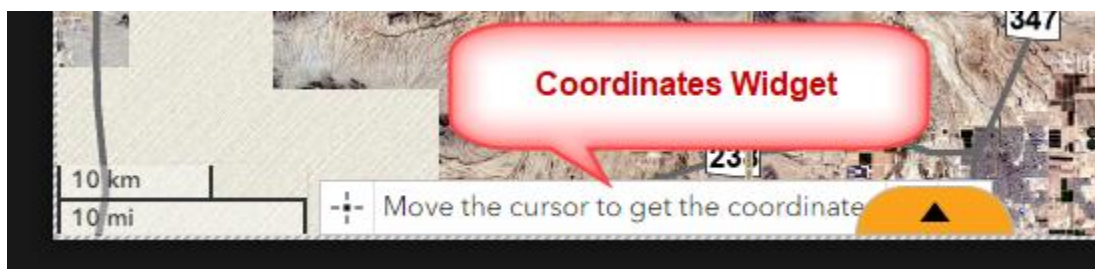 347
Coordinates Widget
23
10 km
10 mi
Move the cursor to get the coordinate